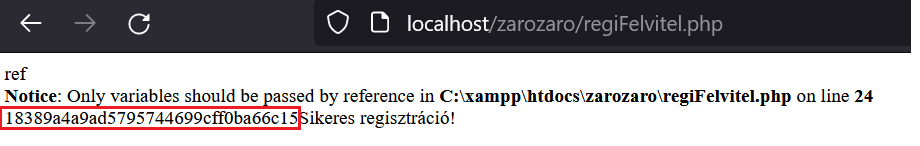 localhost/zarozaro/regiFelvitel.php
ref
Notice: Only variables should be passed by reference in C:\xampp\htdocs\zarozaro\regiFelvitel.php on line 24
18389a4a9ad5795744699cff0ba66c15Sikeres regisztráció!